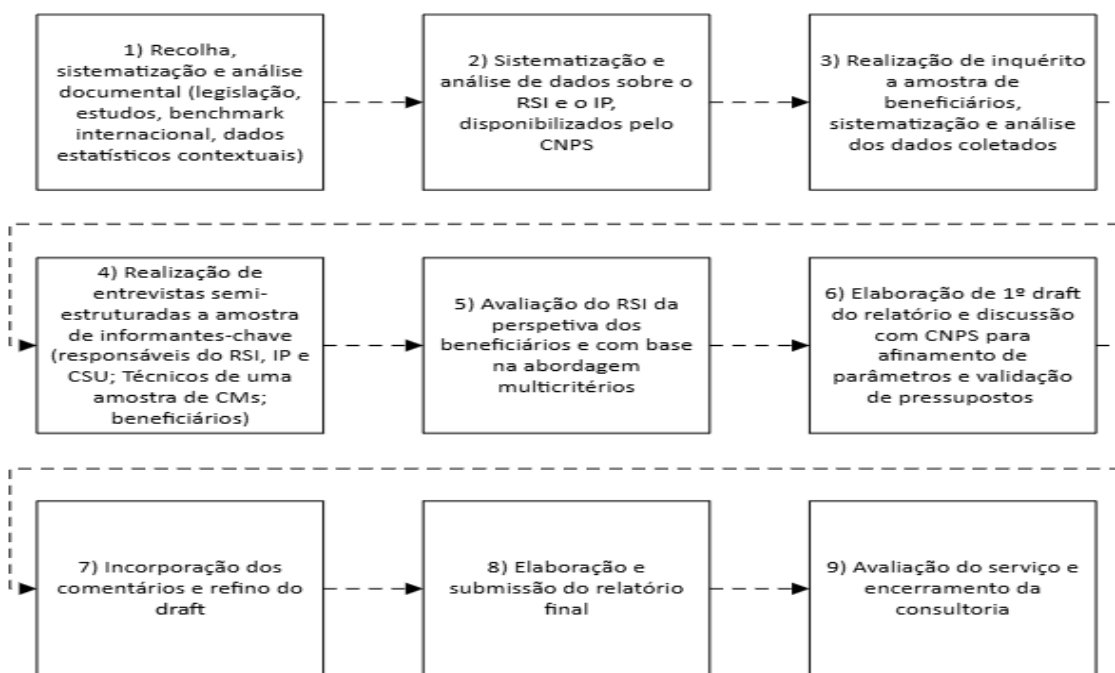 1) Recolha,
sistematização e análise
documental (legislação,
estudos, benchmark
internacional, dados
estatísticos contextuais)
2) Sistematização e
análise de dados sobre o
RSI e o IP,
disponibilizados pelo
CNPS
3) Realização de inquérito
a amostra de
beneficiários,
sistematização e análise
dos dados coletados
4) Realização de
entrevistas semi-
estruturadas a amostra
de informantes-chave
(responsáveis do RSI, IP e
CSU; Técnicos de uma
amostra de CMs;
beneficiários)
5) Avaliação do RSI da
perspetiva dos
beneficiários e com base
na abordagem
multicritérios
6) Elaboração de 1º draft
do relatório e discussão
com CNPS para
afinamento de
parâmetros e validação
de pressupostos
7) Incorporação dos
comentários e refino do
draft
8) Elaboração e
submissão do relatório
final
9) Avaliação do serviço e
encerramento da
consultoria